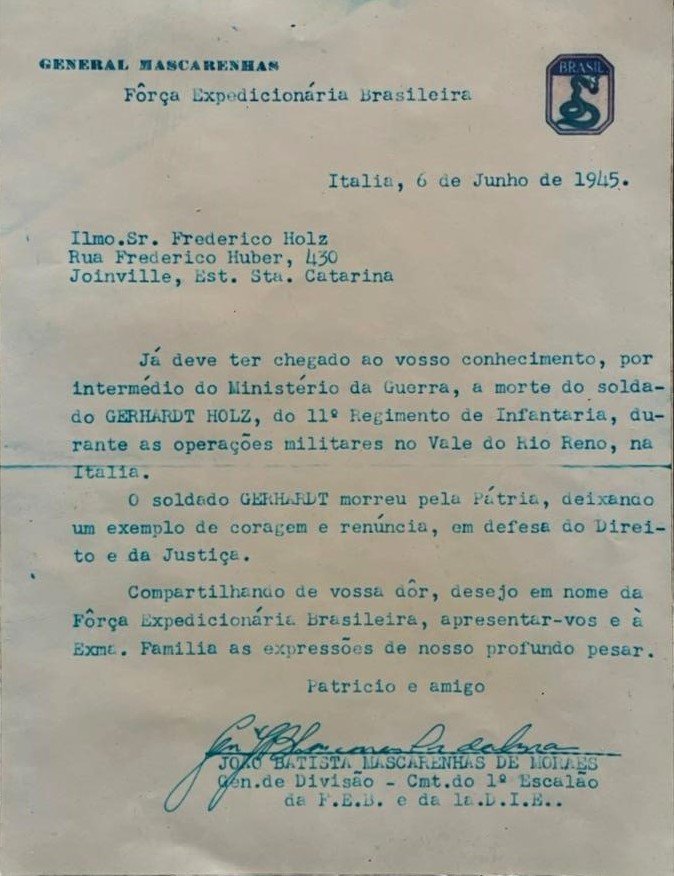 GENERAL MASCARENHAS
BRASIL
Fôrça Expedicionária Brasileira
Italia, 6 de Junho de 1945.
Ilmo.Sr. Frederico Holz
Rua Frederico Huber, 430
Joinville, Est. Sta. Catarina
Já deve ter chegado ao vosso conhecimento, por
intermédio do Ministério da Guerra, a morte do solda-
do GERHARDT HOLZ, do 11º Regimento de Infantaria, du-
rante as operações militares no Vale do Rio Reno, na
Italia.
O soldado GERHARDT morreu pela Pátria, deixando
um exemplo de coragem e renúncia, em defesa do Direi-
to e da Justiça.
Compartilhando de vossa dôr, desejo em nome da
Fôrça Expedicionária Brasileira, apresentar-vos e à
Exma. Familia as expressões de nosso profundo pesar.
Patricio e amigo
JOÃO BATISTA MASCARENHAS DE MORAES
Gen.de Divisão - Cmt.do 1º Escalão
da F.E.B. e da 1a.D.I.E..